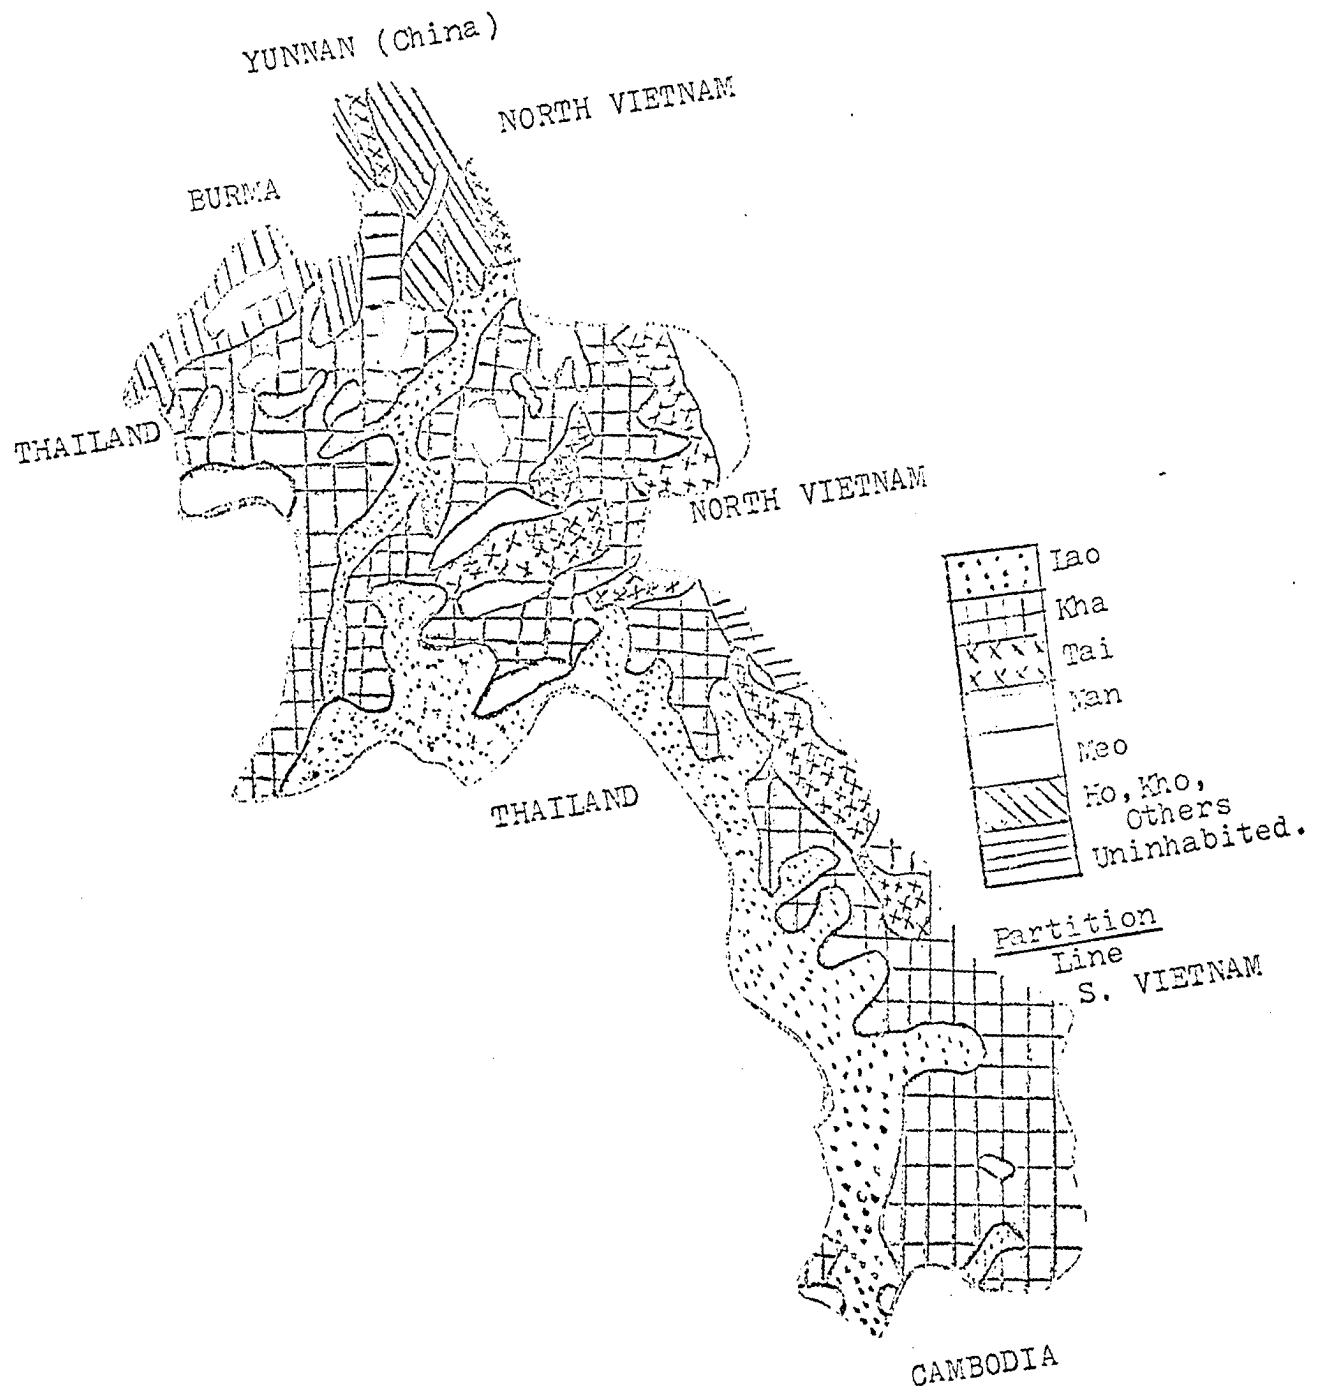 YUNNAN (China)
NORTH VIETNAM
BURMA
THAILAND
NORTH VIETNAM
Lao
Kha
Tai
Man
Meo
Ho, Kho,
Others
Uninhabited.
THAILAND
Partition
Line
S. VIETNAM
CAMBODIA